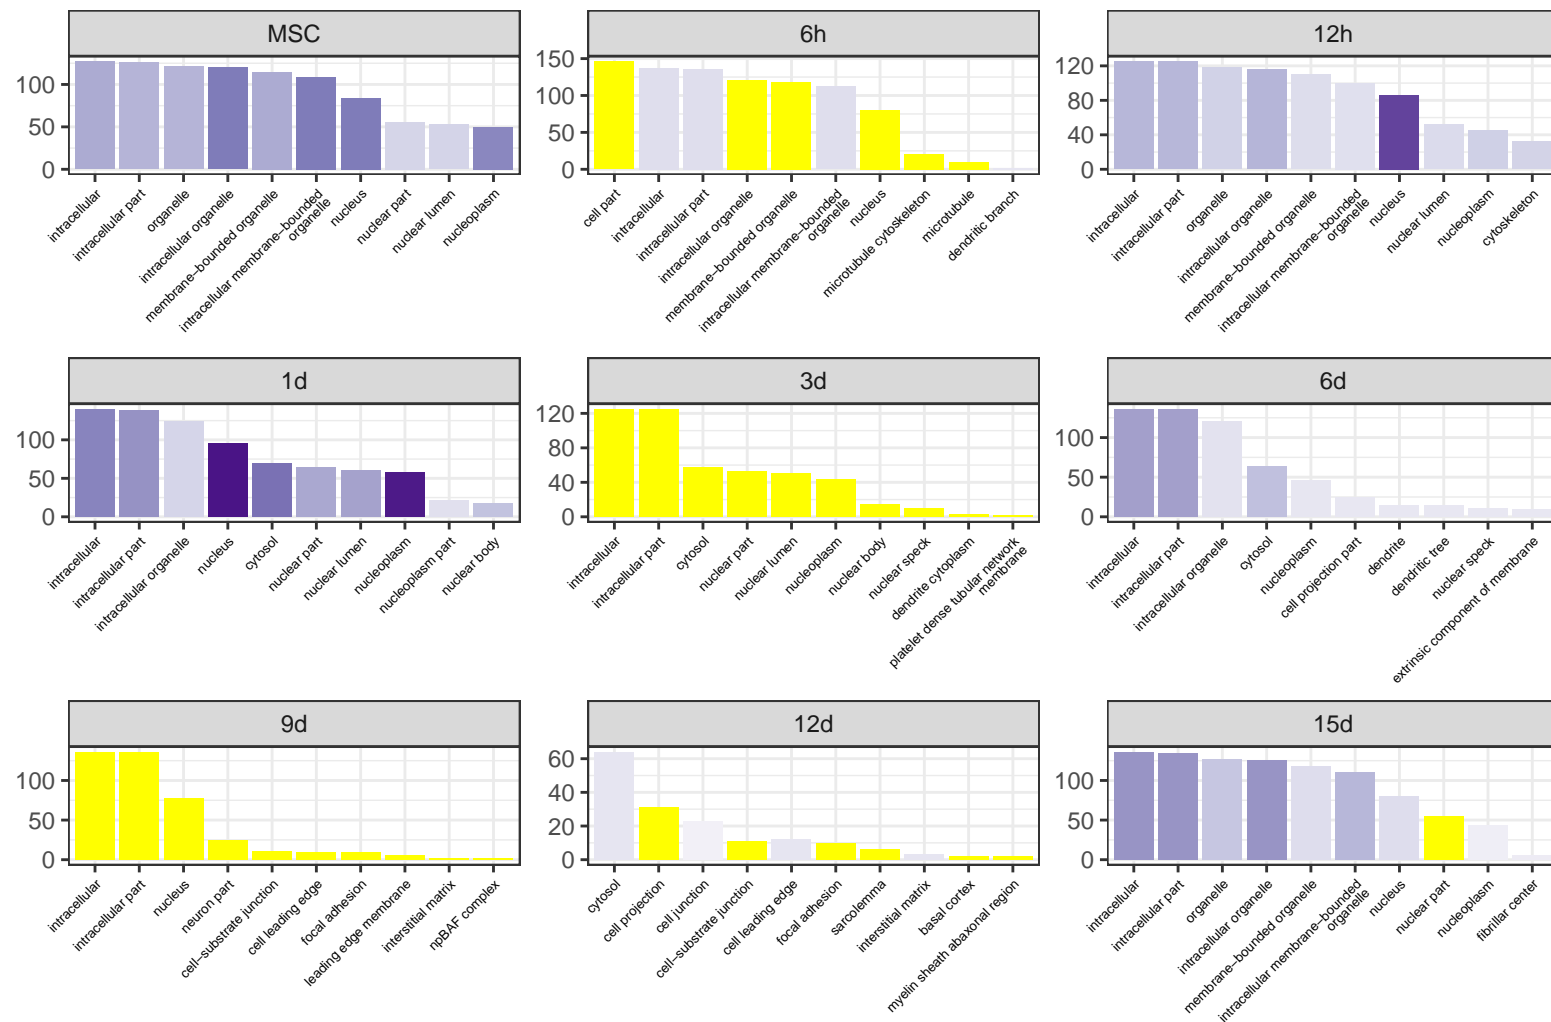 MSC
100
50
0
intracellular
intracellular part
organelle
intracellular organelle
membrane−bounded organelle
intracellular membrane−bounded
organelle
nucleus
nuclear part
nuclear lumen
nucleoplasm
6h
150
100
50
0
cell part
intracellular
intracellular part
intracellular organelle
membrane−bounded organelle
intracellular membrane−bounded
organelle
nucleus
microtubule cytoskeleton
microtubule
dendritic branch
12h
120
80
40
0
intracellular
intracellular part
organelle
intracellular organelle
membrane−bounded organelle
intracellular membrane−bounded
organelle
nucleus
nuclear lumen
nucleoplasm
cytoskeleton
1d
100
50
0
intracellular
intracellular part
intracellular organelle
nucleus
cytosol
nuclear part
nuclear lumen
nucleoplasm
nucleoplasm part
nuclear body
3d
120
80
40
0
intracellular
intracellular part
cytosol
nuclear part
nuclear lumen
nucleoplasm
nuclear body
nuclear speck
dendrite cytoplasm
platelet dense tubular network
membrane
6d
100
50
0
intracellular
intracellular part
intracellular organelle
cytosol
nucleoplasm
cell projection part
dendrite
dendritic tree
nuclear speck
extrinsic component of membrane
9d
100
50
0
intracellular
intracellular part
nucleus
neuron part
cell−substrate junction
cell leading edge
focal adhesion
leading edge membrane
interstitial matrix
npBAF complex
12d
60
40
20
0
cytosol
cell projection
cell junction
cell−substrate junction
cell leading edge
focal adhesion
sarcolemma
interstitial matrix
basal cortex
myelin sheath abaxonal region
15d
100
50
0
intracellular
intracellular part
organelle
intracellular organelle
membrane−bounded organelle
intracellular membrane−bounded
organelle
nucleus
nuclear part
nucleoplasm
fibrillar center